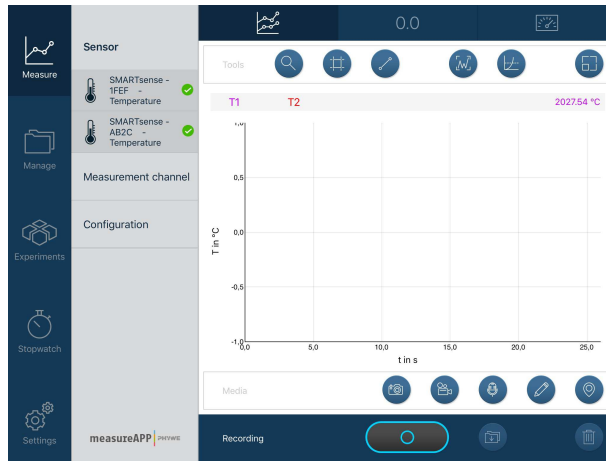 0.0
Measure
Sensor
SMARTsense -
1FEF -
Temperature
SMARTsense -
AB2C -
Temperature
Measurement channel
Configuration
Manage
Experiments
Stopwatch
Settings
measureAPP PHYWE
Tools
T1 T2 2027.54 °C
1,0
0,5
0,0
-0,5
-1,0
T in °C
0,0 5,0 10,0 15,0 20,0 25,0
t in s
Media
Recording